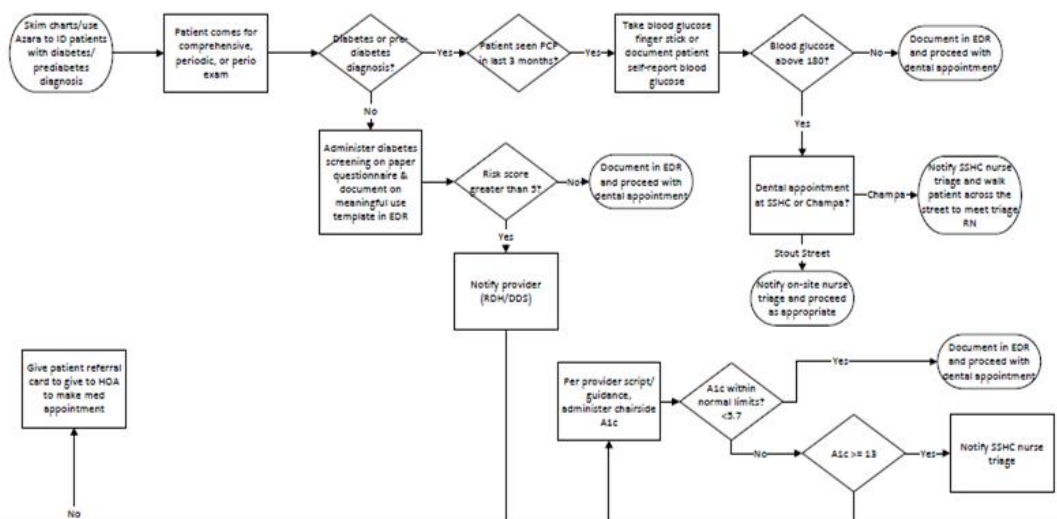 Skim charts/use
Azara to ID patients
with diabetes/
prediabetes
diagnosis
Patient comes for
comprehensive,
periodic, or perio
exam
Diabetes or pre-
diabetes
diagnosis?
Yes
Patient seen PCP
in last 3 months?
Yes
Take blood glucose
finger stick or
document patient
self-report blood
glucose
Blood glucose
above 180?
No
Document in EDR
and proceed with
dental appointment
No
Yes
Administer diabetes
screening on paper
questionnaire &
document on
meaningful use
template in EDR
Risk score
greater than 5?
No
Document in EDR
and proceed with
dental appointment
Dental appointment
at SSHC or Champa?
Champa
Notify SSHC nurse
triage and walk
patient across the
street to meet triage
RN
Yes
Stout Street
Notify provider
(RDH/DDS)
Notify on-site nurse
triage and proceed
as appropriate
Give patient referral
card to give to HOA
to make med
appointment
Per provider script/
guidance,
administer chairside
A1c
A1c within
normal limits?
<5.7
Yes
Document in EDR
and proceed with
dental appointment
No
A1c >= 13
Yes
Notify SSHC nurse
triage
No